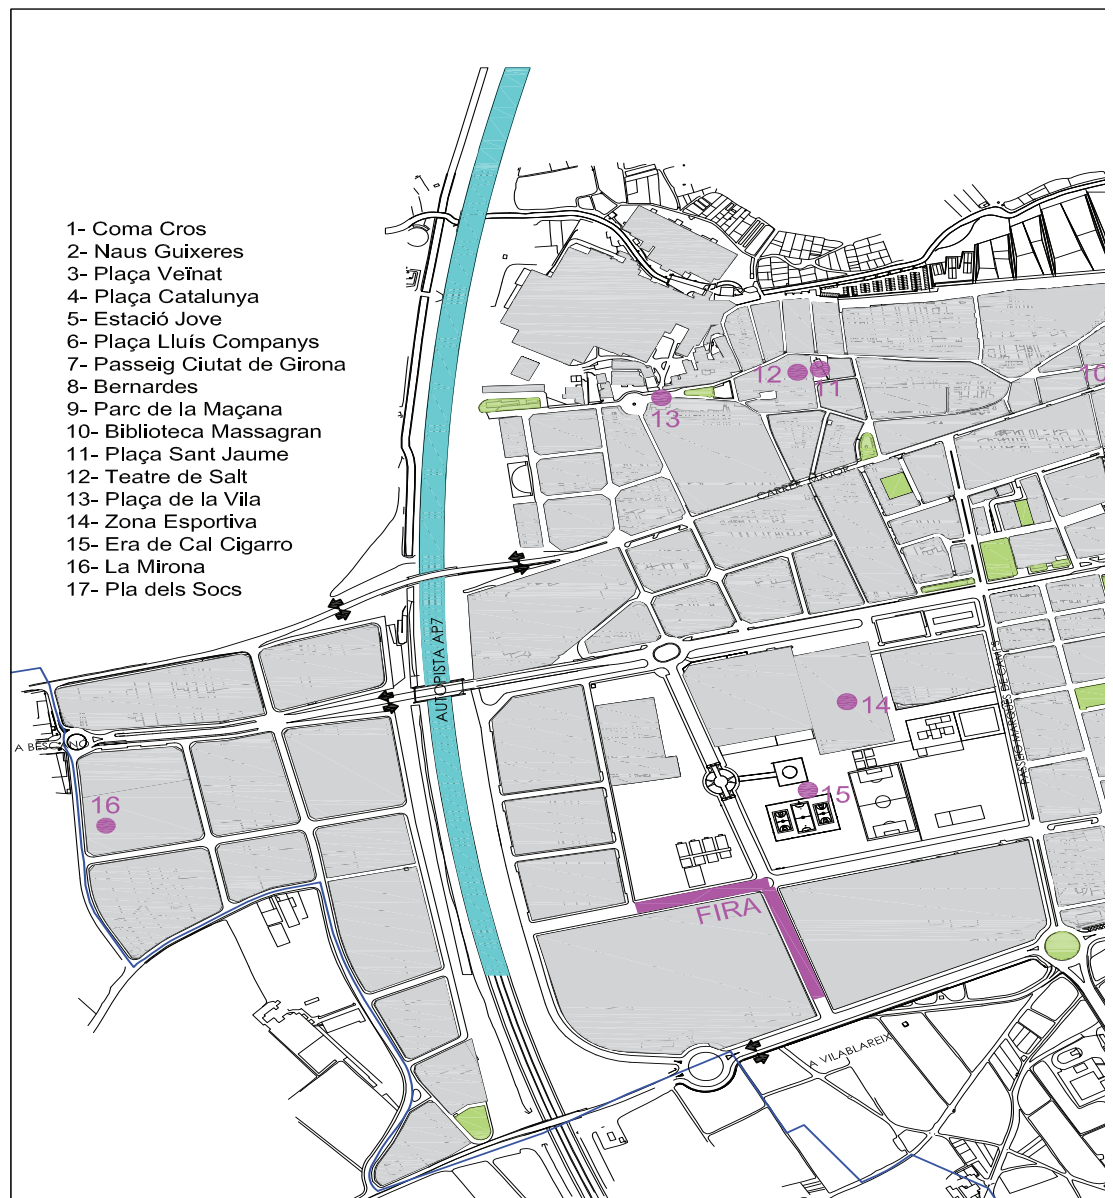 1- Coma Cros
2- Naus Guixeres
3- Plaça Veïnat
4- Plaça Catalunya
5- Estació Jove
6- Plaça Lluís Companys
7- Passeig Ciutat de Girona
8- Bernardes
9- Parc de la Maçana
10- Biblioteca Massagran
11- Plaça Sant Jaume
12- Teatre de Salt
13- Plaça de la Vila
14- Zona Esportiva
15- Era de Cal Cigarro
16- La Mirona
17- Pla dels Socs
10
12
11
13
CARRER MAJOR
AUTOPISTA AP7
14
A BESCANÓ
15
16
FIRA
A VILABLAREIX